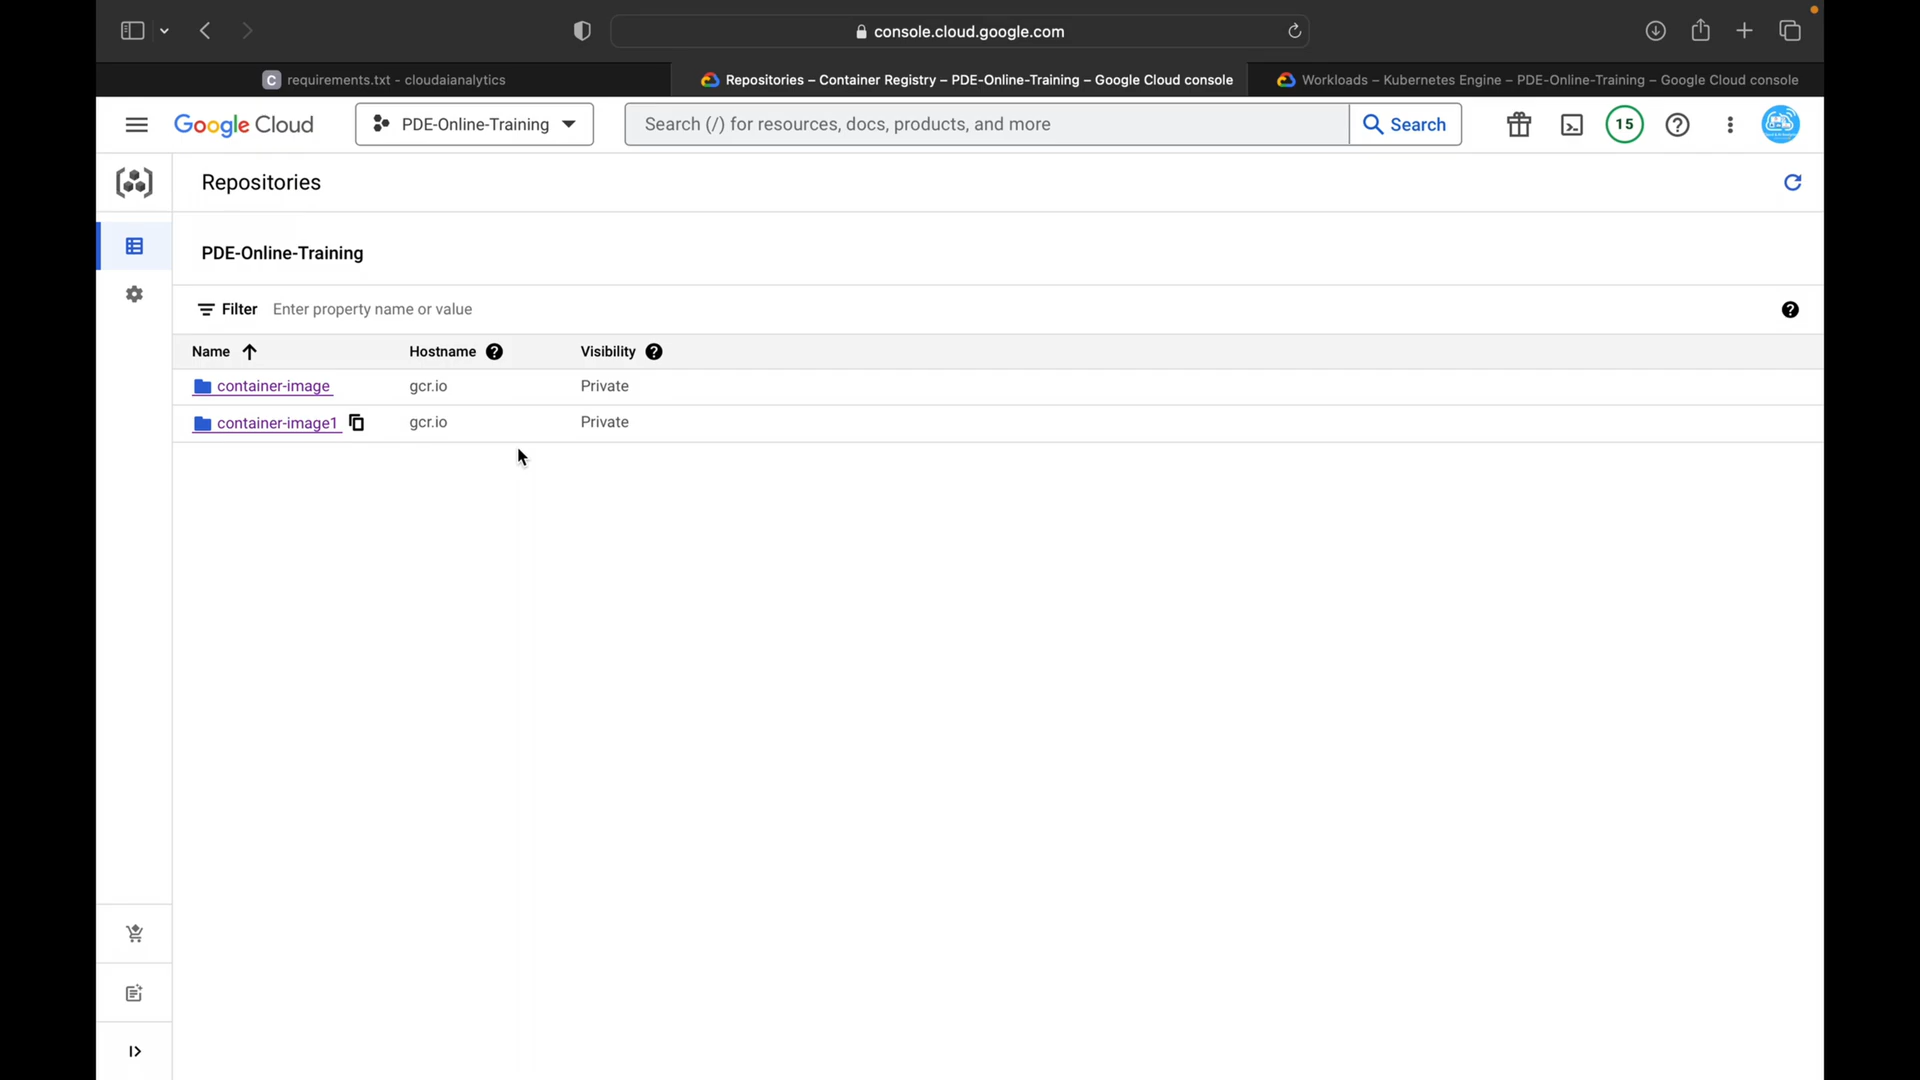 console.cloud.google.com
C requirements.txt - cloudaianalytics
Repositories – Container Registry – PDE-Online-Training – Google Cloud console
Workloads – Kubernetes Engine – PDE-Online-Training – Google Cloud console
Google Cloud
PDE-Online-Training
Search (/) for resources, docs, products, and more
Search
15
Repositories
PDE-Online-Training
Filter Enter property name or value
Name Hostname Visibility
container-image gcr.io Private
container-image1 gcr.io Private